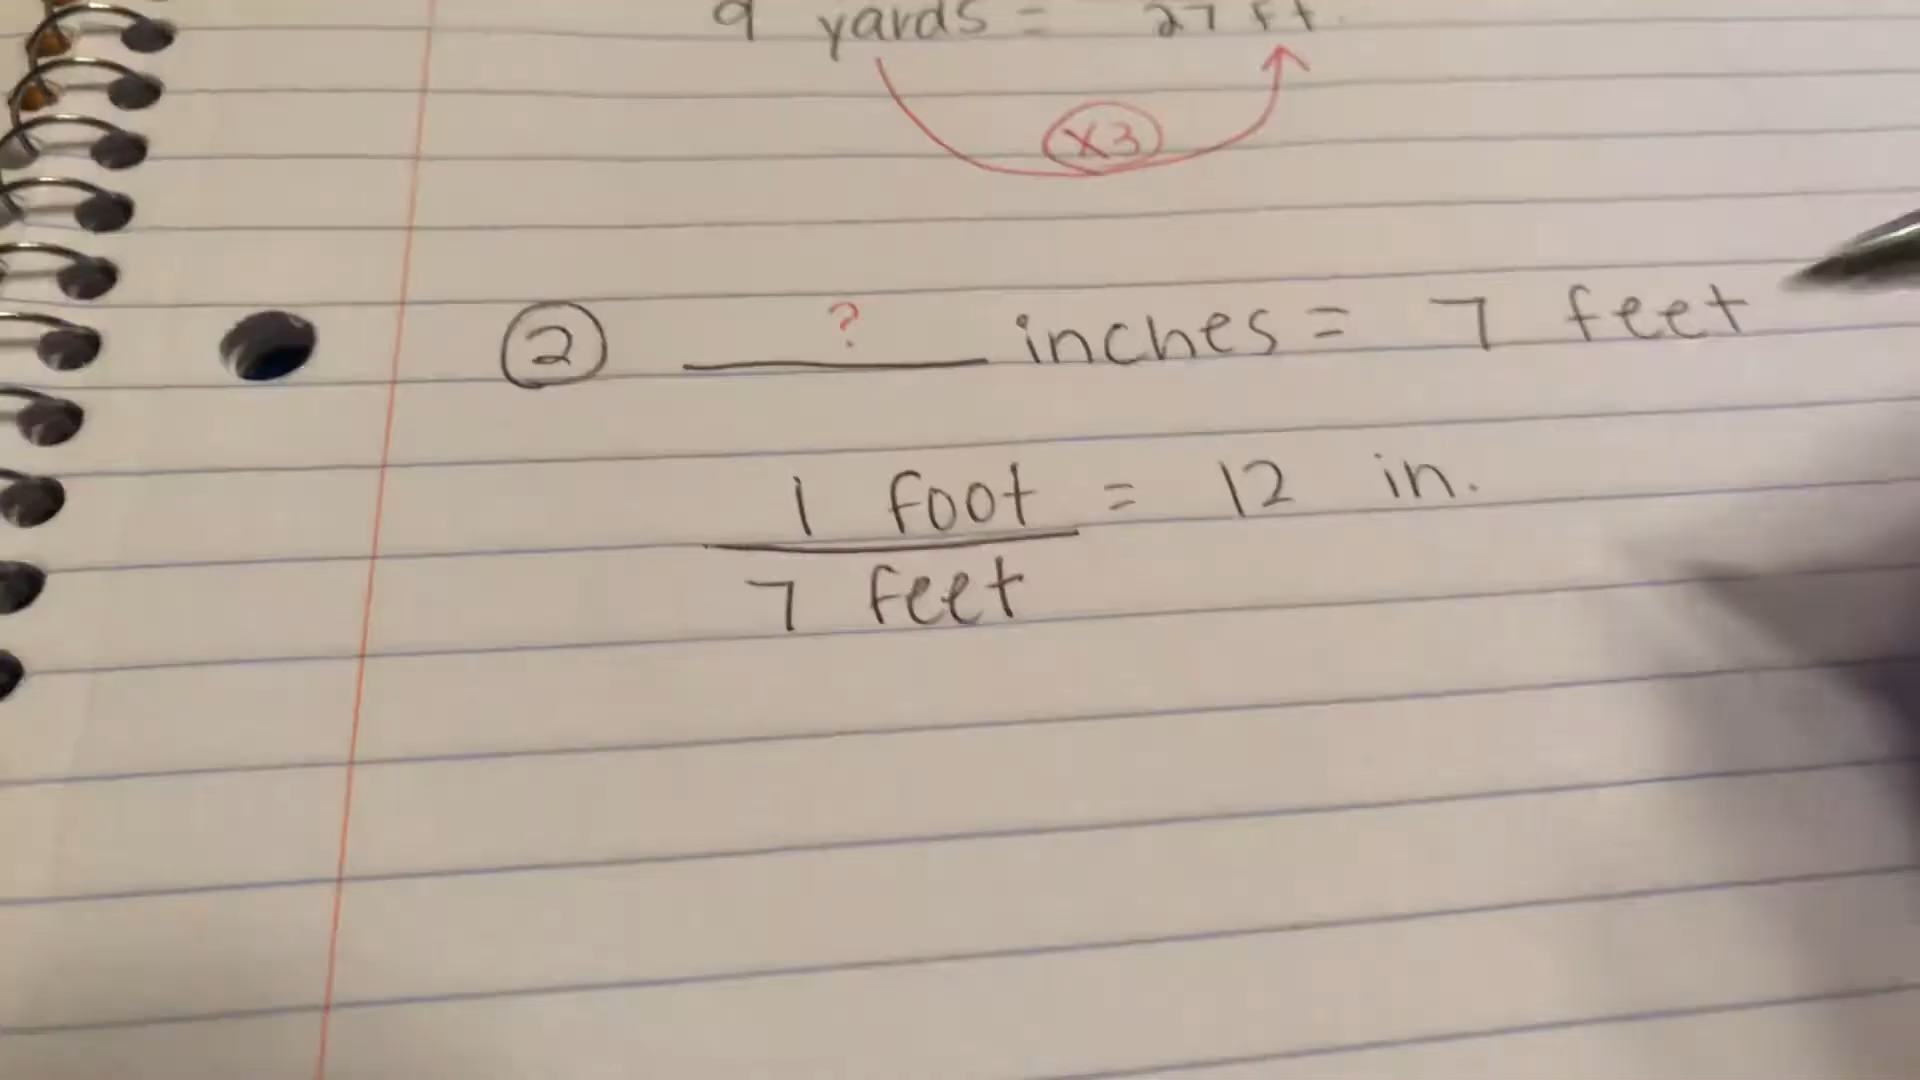 9 yards = 27 ft.
x3
② ? inches = 7 feet
1 foot = 12 in.
7 feet